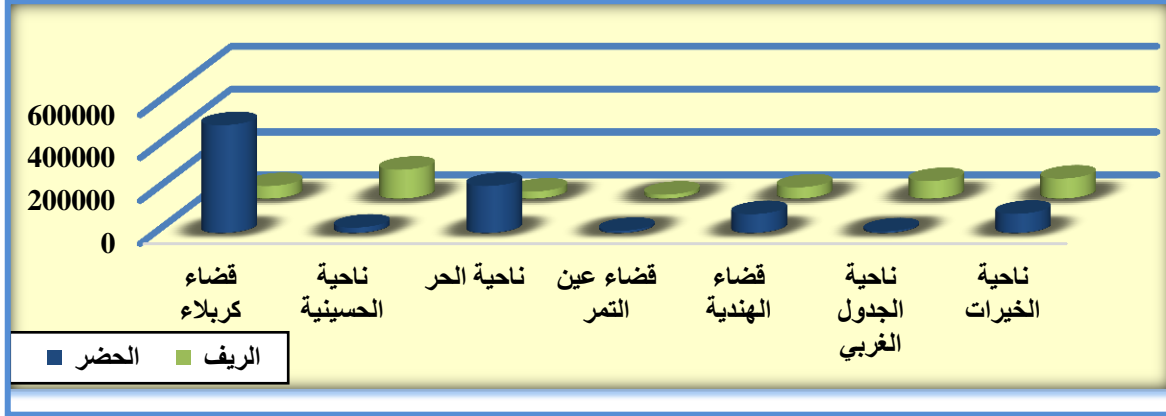 600000
400000
200000
0
قضاء
كربلاء
ناحية
الحسينية
ناحية الحر
قضاء عين
التمر
قضاء
الهندية
ناحية
الجدول
الغربي
ناحية
الخيرات
الحضر
الريف